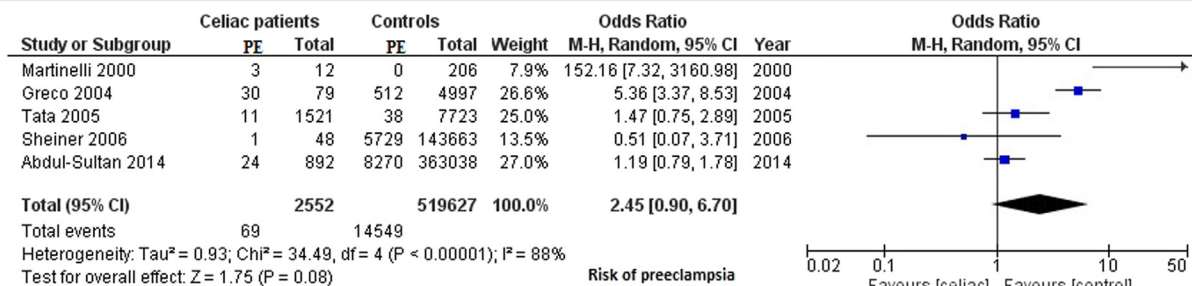 Celiac patients Controls Odds Ratio Odds Ratio
Study or Subgroup PE Total PE Total Weight M-H, Random, 95% CI Year M-H, Random, 95% CI
Martinelli 2000 3 12 0 206 7.9% 152.16 [7.32, 3160.98] 2000
Greco 2004 30 79 512 4997 26.6% 5.36 [3.37, 8.53] 2004
Tata 2005 11 1521 38 7723 25.0% 1.47 [0.75, 2.89] 2005
Sheiner 2006 1 48 5729 143663 13.5% 0.51 [0.07, 3.71] 2006
Abdul-Sultan 2014 24 892 8270 363038 27.0% 1.19 [0.79, 1.78] 2014
Total (95% CI) 2552 519627 100.0% 2.45 [0.90, 6.70]
Total events 69 14549
Heterogeneity: Tau² = 0.93; Chi² = 34.49, df = 4 (P < 0.00001); I² = 88%
Test for overall effect: Z = 1.75 (P = 0.08) Risk of preeclampsia
0.02 0.1 1 10 50
Favours [celiac] Favours [control]